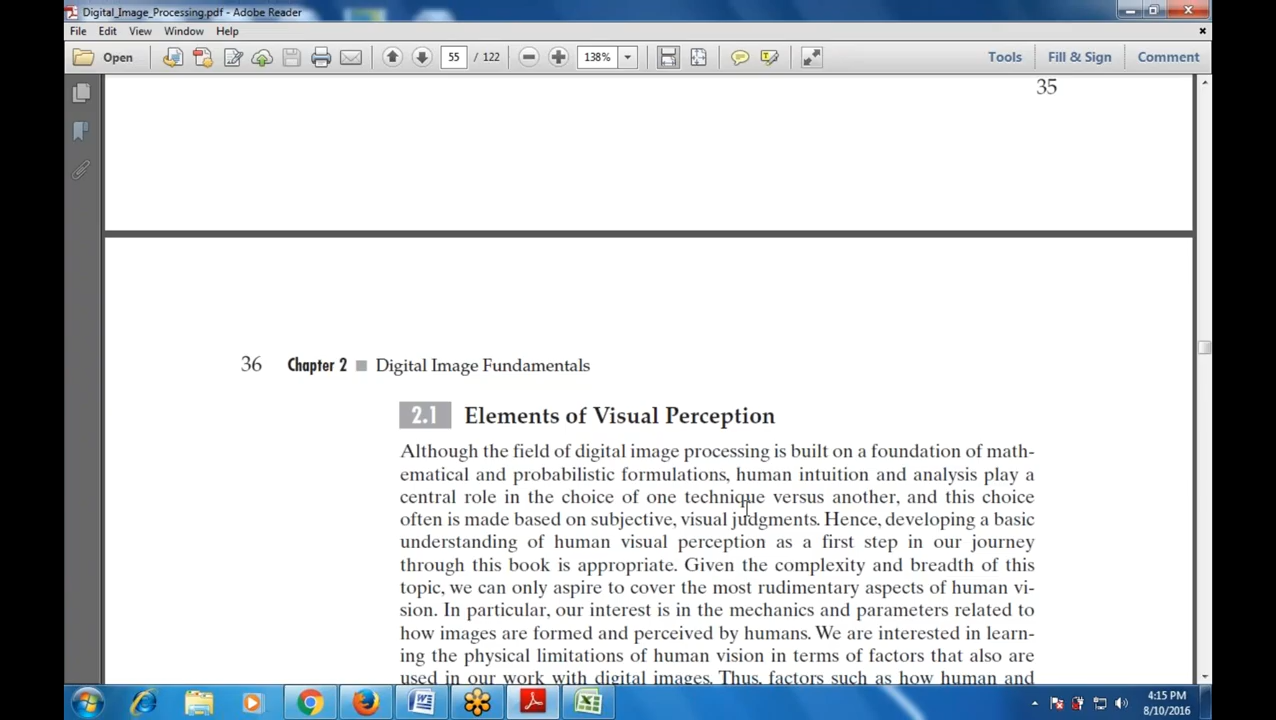 Digital_Image_Processing.pdf - Adobe Reader
File Edit View Window Help
Open 55 / 122 138% Tools Fill & Sign Comment
35
36 Chapter 2 ■ Digital Image Fundamentals
2.1 Elements of Visual Perception
Although the field of digital image processing is built on a foundation of math-
ematical and probabilistic formulations, human intuition and analysis play a
central role in the choice of one technique versus another, and this choice
often is made based on subjective, visual judgments. Hence, developing a basic
understanding of human visual perception as a first step in our journey
through this book is appropriate. Given the complexity and breadth of this
topic, we can only aspire to cover the most rudimentary aspects of human vi-
sion. In particular, our interest is in the mechanics and parameters related to
how images are formed and perceived by humans. We are interested in learn-
ing the physical limitations of human vision in terms of factors that also are
used in our work with digital images. Thus, factors such as how human and
4:15 PM
8/10/2016